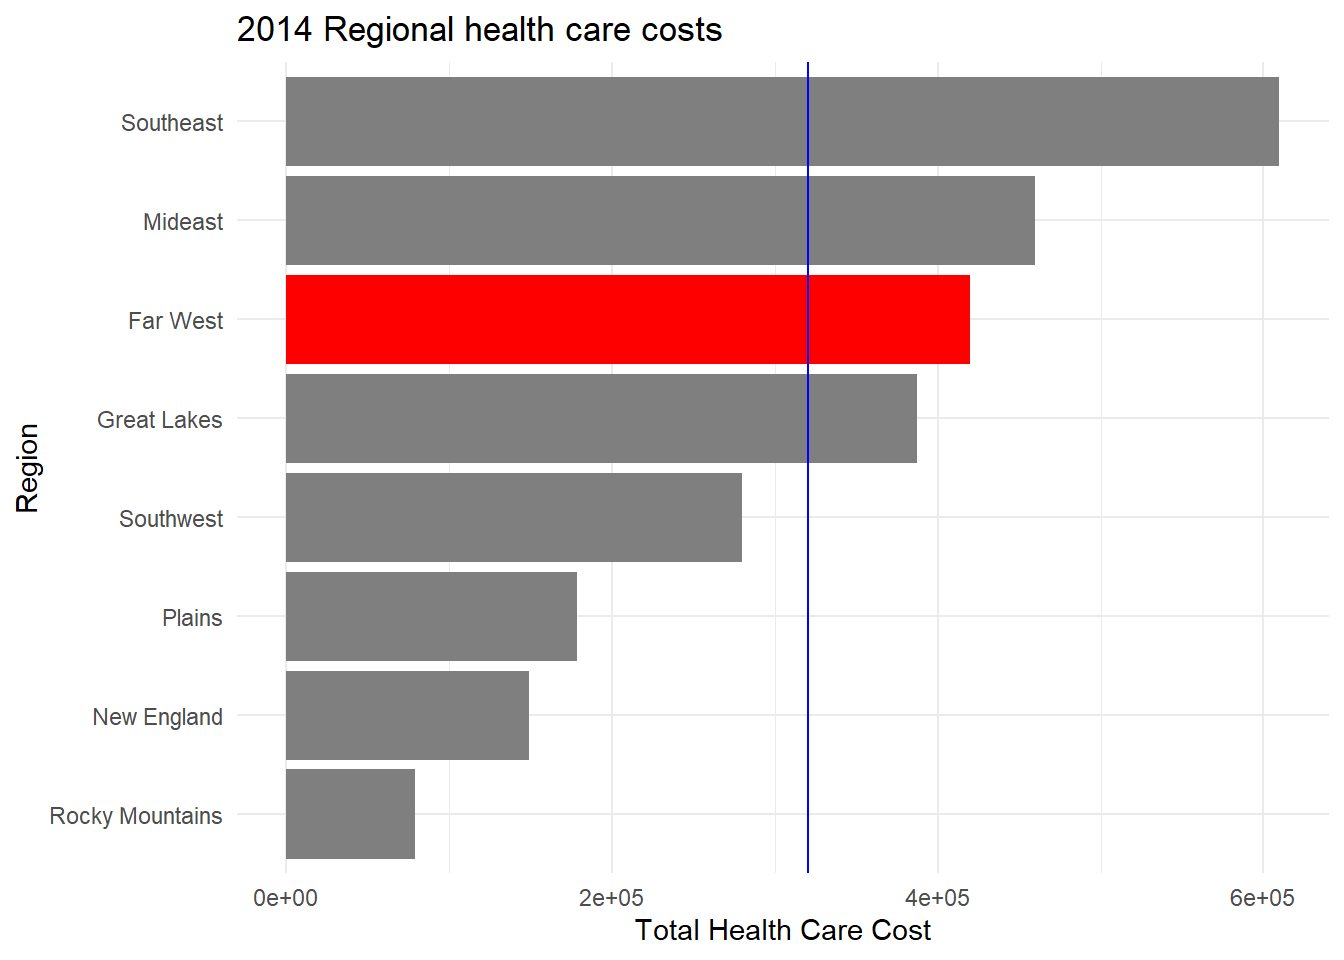 2014 Regional health care costs
Southeast
Mideast
Far West
Great Lakes
Southwest
Plains
New England
Rocky Mountains
Region
0e+00 2e+05 4e+05 6e+05
Total Health Care Cost